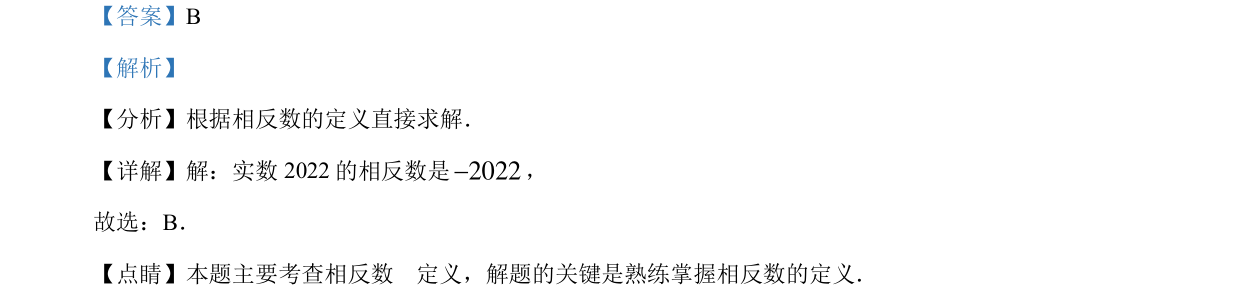 【答案】B
【解析】
【分析】根据相反数的定义直接求解.
【详解】解：实数 2022 的相反数是 −2022，
故选：B.
【点睛】本题主要考查相反数　定义，解题的关键是熟练掌握相反数的定义.